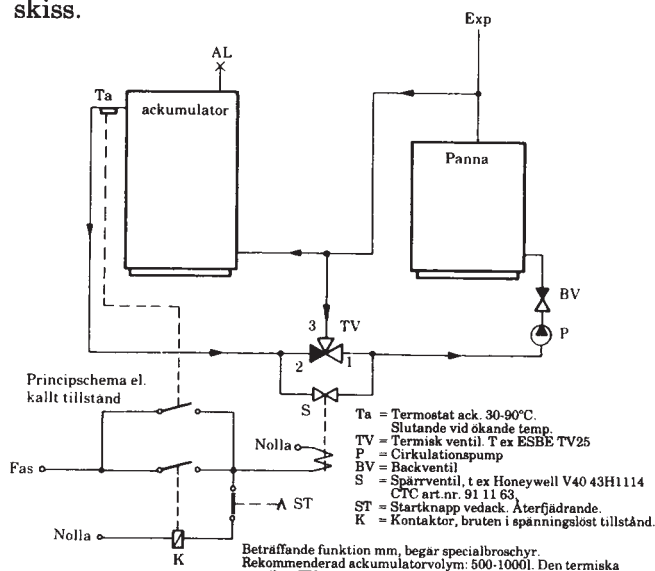 skiss.
Exp
AL
Ta
ackumulator
Panna
BV
P
3 TV
2 1
S
Principschema el.
kallt tillstånd
Nolla
Fas
ST
Nolla
K
Ta = Termostat ack. 30-90°C.
Slutande vid ökande temp.
TV = Termisk ventil. T ex ESBE TV25
P = Cirkulationspump
BV = Backventil
S = Spärrventil, t ex Honeywell V40 43H1114
CTC art.nr. 91 11 63,
ST = Startknapp vedack. Återfjädrande.
K = Kontaktor, bruten i spänningslöst tillstånd.
Beträffande funktion mm, begär specialbroschyr.
Rekommenderad ackumulatorvolym: 500-1000l. Den termiska